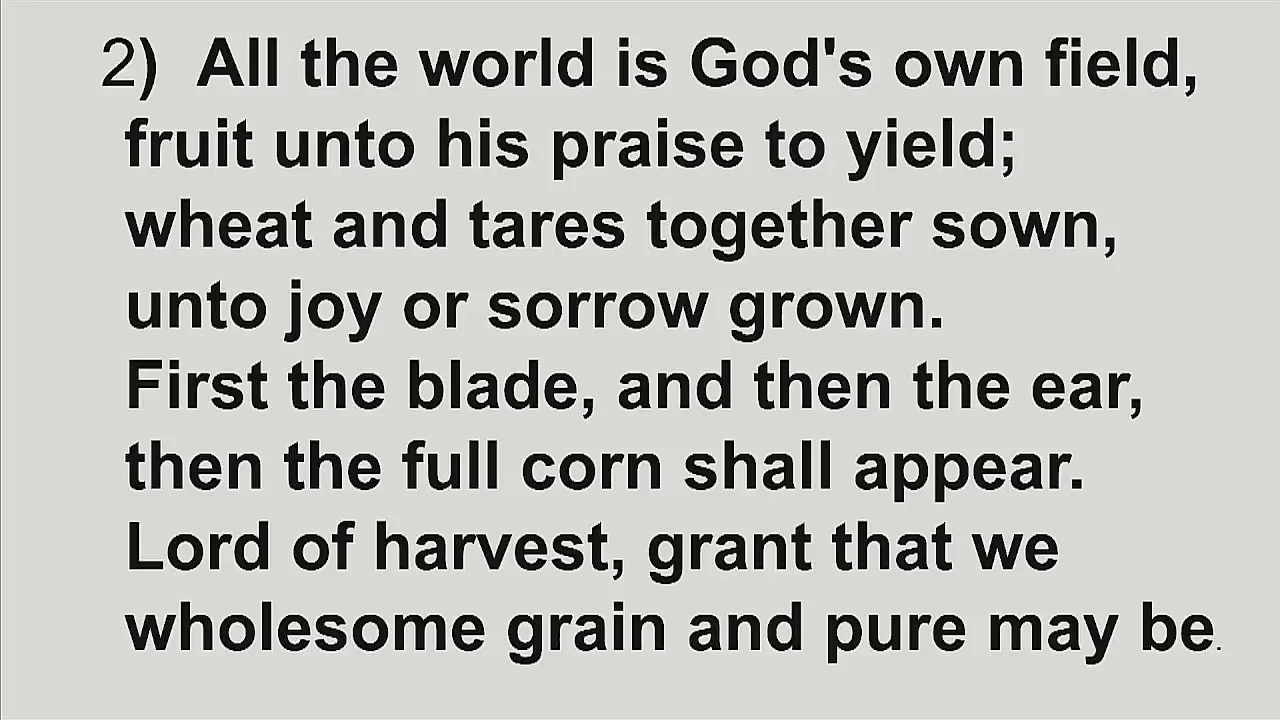 2) All the world is God's own field,
fruit unto his praise to yield;
wheat and tares together sown,
unto joy or sorrow grown.
First the blade, and then the ear,
then the full corn shall appear.
Lord of harvest, grant that we
wholesome grain and pure may be.